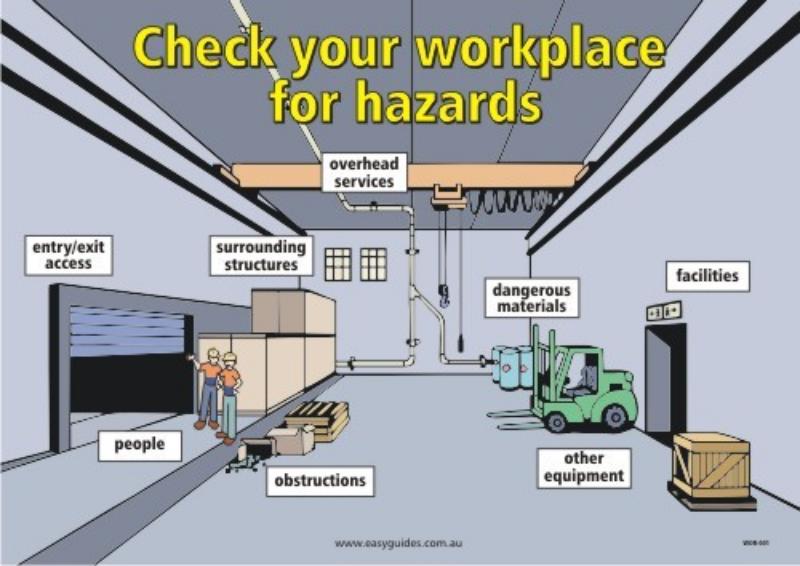 Check your workplace
for hazards
overhead
services
entry/exit
access
surrounding
structures
facilities
dangerous
materials
people
other
equipment
obstructions
www.easyguides.com.au